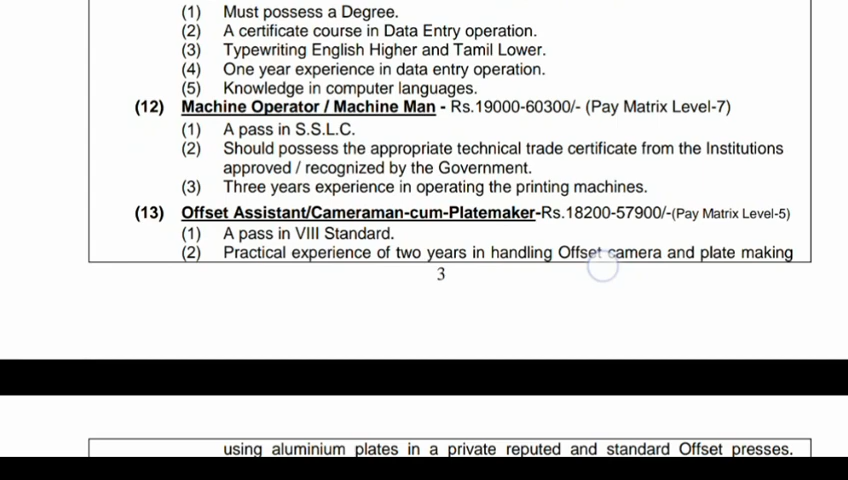 (1) Must possess a Degree.
(2) A certificate course in Data Entry operation.
(3) Typewriting English Higher and Tamil Lower.
(4) One year experience in data entry operation.
(5) Knowledge in computer languages.
(12) Machine Operator / Machine Man - Rs.19000-60300/- (Pay Matrix Level-7)
(1) A pass in S.S.L.C.
(2) Should possess the appropriate technical trade certificate from the Institutions
approved / recognized by the Government.
(3) Three years experience in operating the printing machines.
(13) Offset Assistant/Cameraman-cum-Platemaker-Rs.18200-57900/-(Pay Matrix Level-5)
(1) A pass in VIII Standard.
(2) Practical experience of two years in handling Offset camera and plate making
3
using aluminium plates in a private reputed and standard Offset presses.